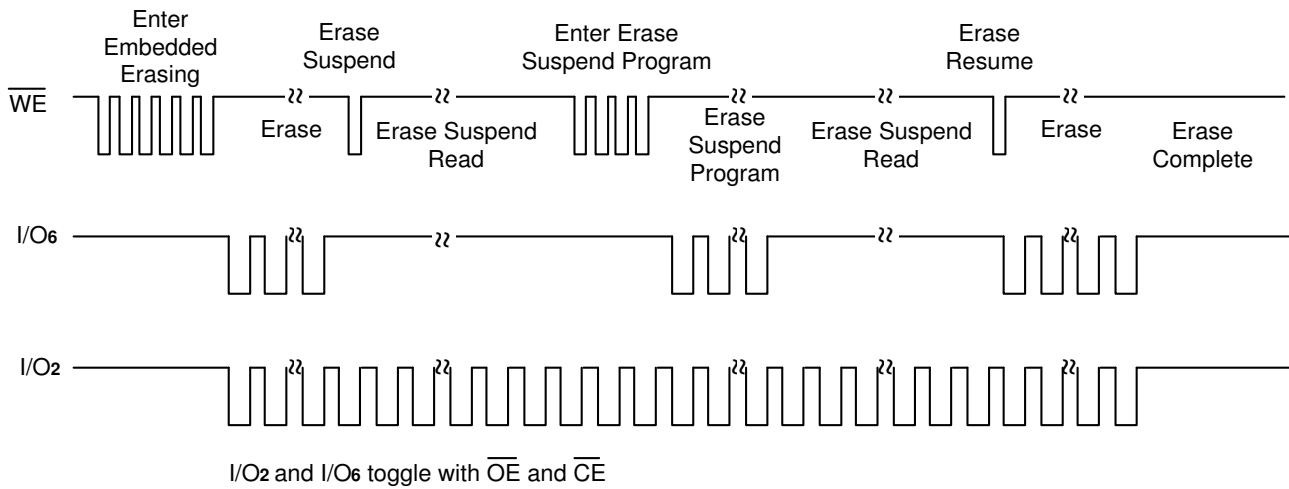 Enter
Embedded
Erasing
Erase
Suspend
Enter Erase
Suspend Program
Erase
Resume
WE
Erase
Erase Suspend
Read
Erase
Suspend
Program
Erase Suspend
Read
Erase
Erase
Complete
I/O6
I/O2
I/O2 and I/O6 toggle with OE and CE